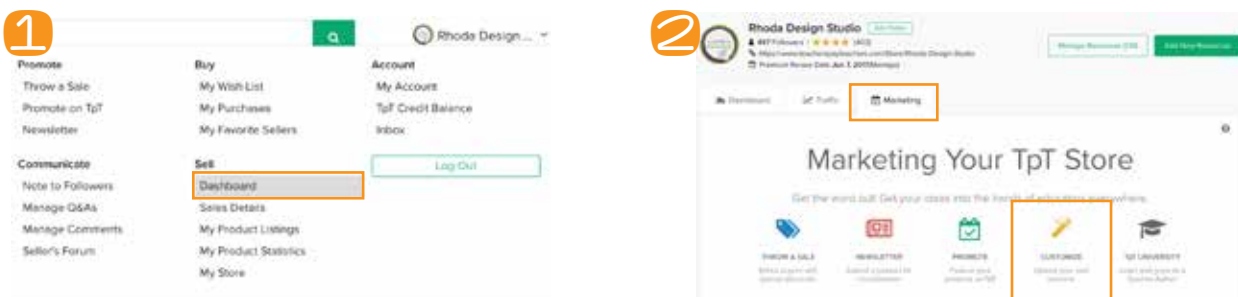 1
Rhoda Design...
Promote
Throw a Sale
Promote on TpT
Newsletter
Buy
My Wish List
My Purchases
My Favorite Sellers
Account
My Account
TpT Credit Balance
Inbox
Log Out
Communicate
Note to Followers
Manage Q&As
Manage Comments
Seller's Forum
Sell
Dashboard
Sales Details
My Product Listings
My Product Statistics
My Store
2
Rhoda Design Studio
Dashboard
Traffic
Marketing
Marketing Your TpT Store
Get the word out! Get your ideas into the hands of educators everywhere.
THROW A SALE
NEWSLETTER
PROMOTE
CUSTOMIZE
TPT UNIVERSITY